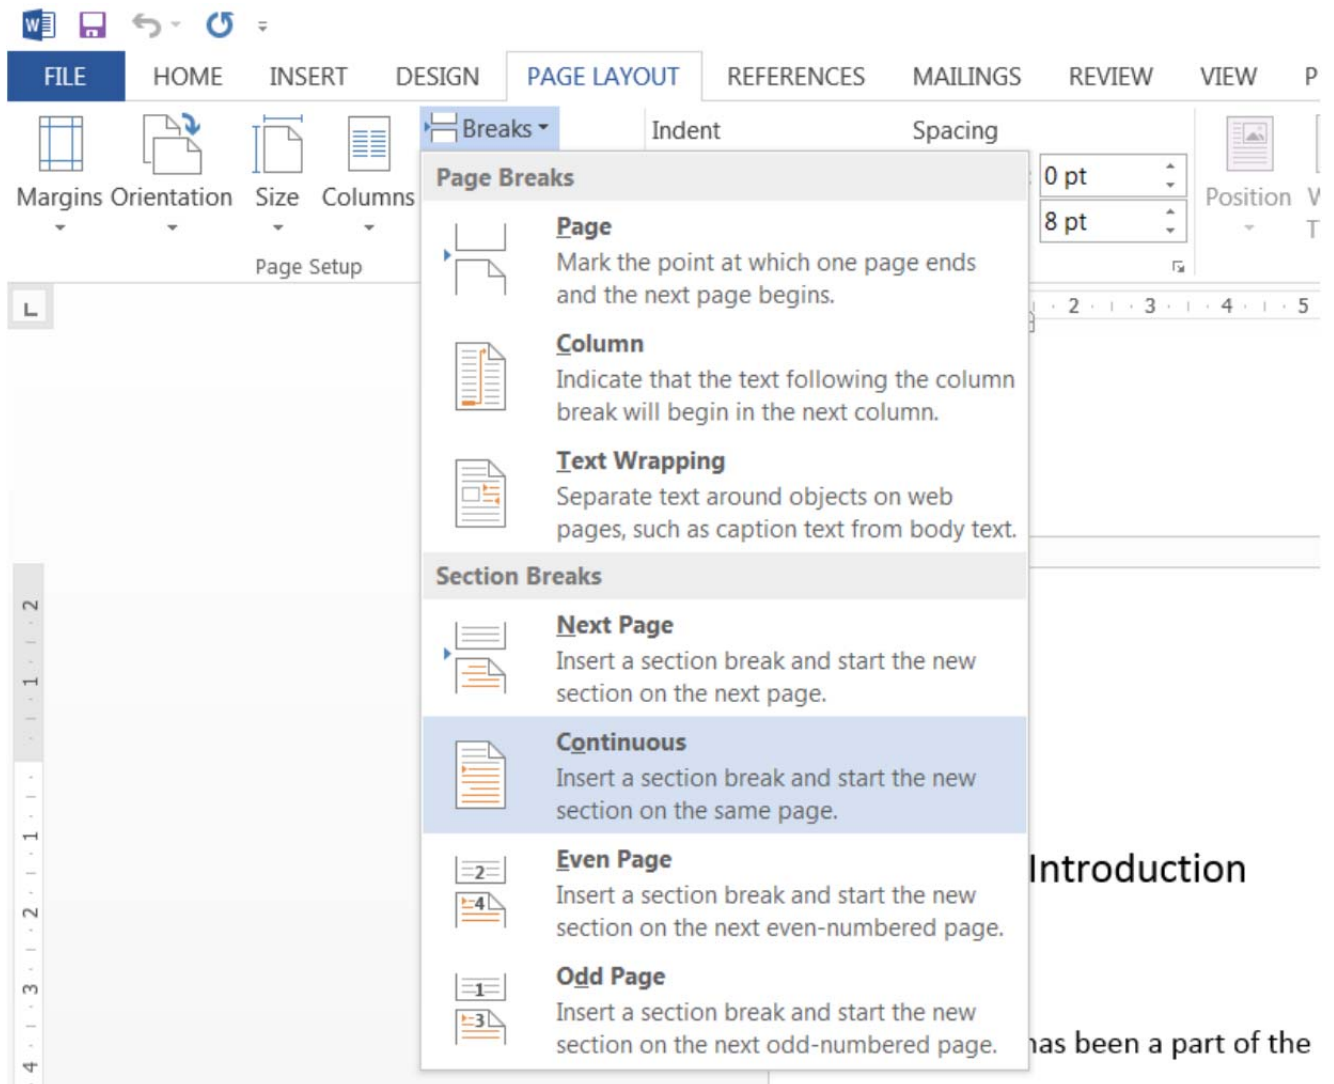 FILE HOME INSERT DESIGN PAGE LAYOUT REFERENCES MAILINGS REVIEW VIEW P
Breaks Indent Spacing
Margins Orientation Size Columns
0 pt
8 pt
Position
Page Setup
Page Breaks
Page
Mark the point at which one page ends
and the next page begins.
Column
Indicate that the text following the column
break will begin in the next column.
Text Wrapping
Separate text around objects on web
pages, such as caption text from body text.
Section Breaks
Next Page
Insert a section break and start the new
section on the next page.
Continuous
Insert a section break and start the new
section on the same page.
Even Page
Insert a section break and start the new
section on the next even-numbered page.
Odd Page
Insert a section break and start the new
section on the next odd-numbered page.
2 3 4 5
2 1 1 2 3 4
Introduction
has been a part of the